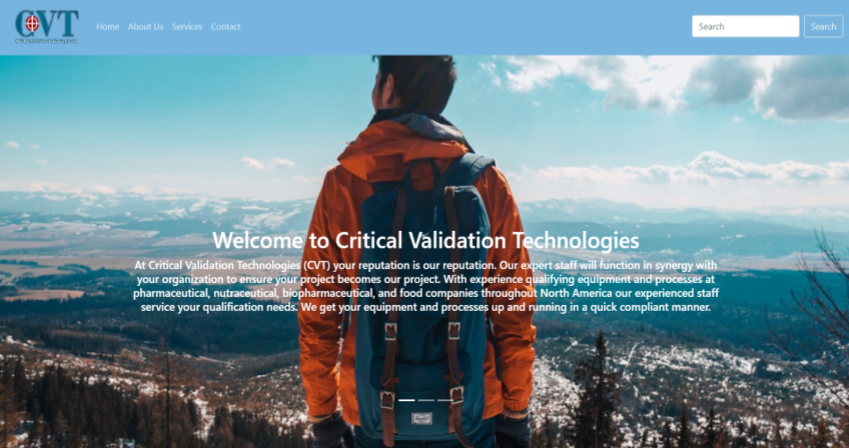 CVT
Home About Us Services Contact
Search Search
Welcome to Critical Validation Technologies
At Critical Validation Technologies (CVT) your reputation is our reputation. Our expert staff will function in synergy with
your organization to ensure your project becomes our project. With experience qualifying equipment and processes at
pharmaceutical, nutraceutical, biopharmaceutical, and food companies throughout North America our experienced staff
service your qualification needs. We get your equipment and processes up and running in a quick compliant manner.